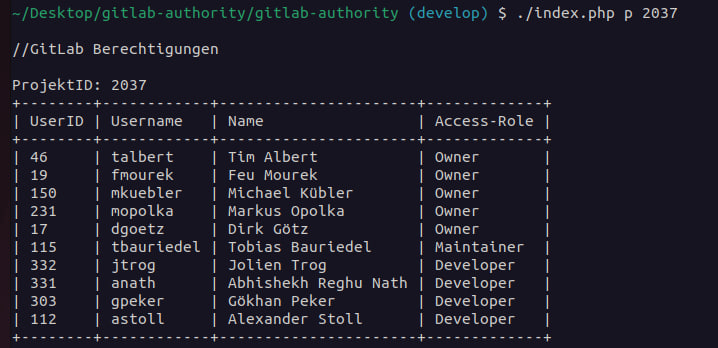 ~/Desktop/gitlab-authority/gitlab-authority (develop) $ ./index.php p 2037
//GitLab Berechtigungen
ProjektID: 2037
+--------+------------+----------------------+-------------+
| UserID | Username   | Name                 | Access-Role |
+--------+------------+----------------------+-------------+
| 46     | talbert    | Tim Albert           | Owner       |
| 19     | fmourek    | Feu Mourek           | Owner       |
| 150    | mkuebler   | Michael Kübler       | Owner       |
| 231    | mopolka    | Markus Opolka        | Owner       |
| 17     | dgoetz     | Dirk Götz            | Owner       |
| 115    | tbauriedel | Tobias Bauriedel     | Maintainer  |
| 332    | jtrog      | Jolien Trog          | Developer   |
| 331    | anath      | Abhishekh Reghu Nath | Developer   |
| 303    | gpeker     | Gökhan Peker         | Developer   |
| 112    | astoll     | Alexander Stoll      | Developer   |
+--------+------------+----------------------+-------------+